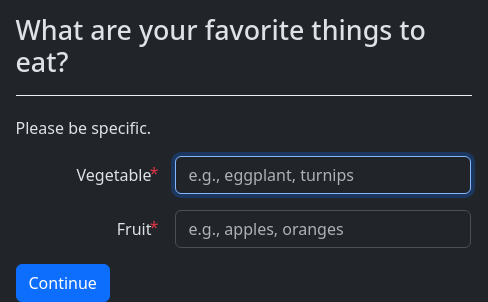 What are your favorite things to
eat?
Please be specific.
Vegetable*
e.g., eggplant, turnips
Fruit*
e.g., apples, oranges
Continue